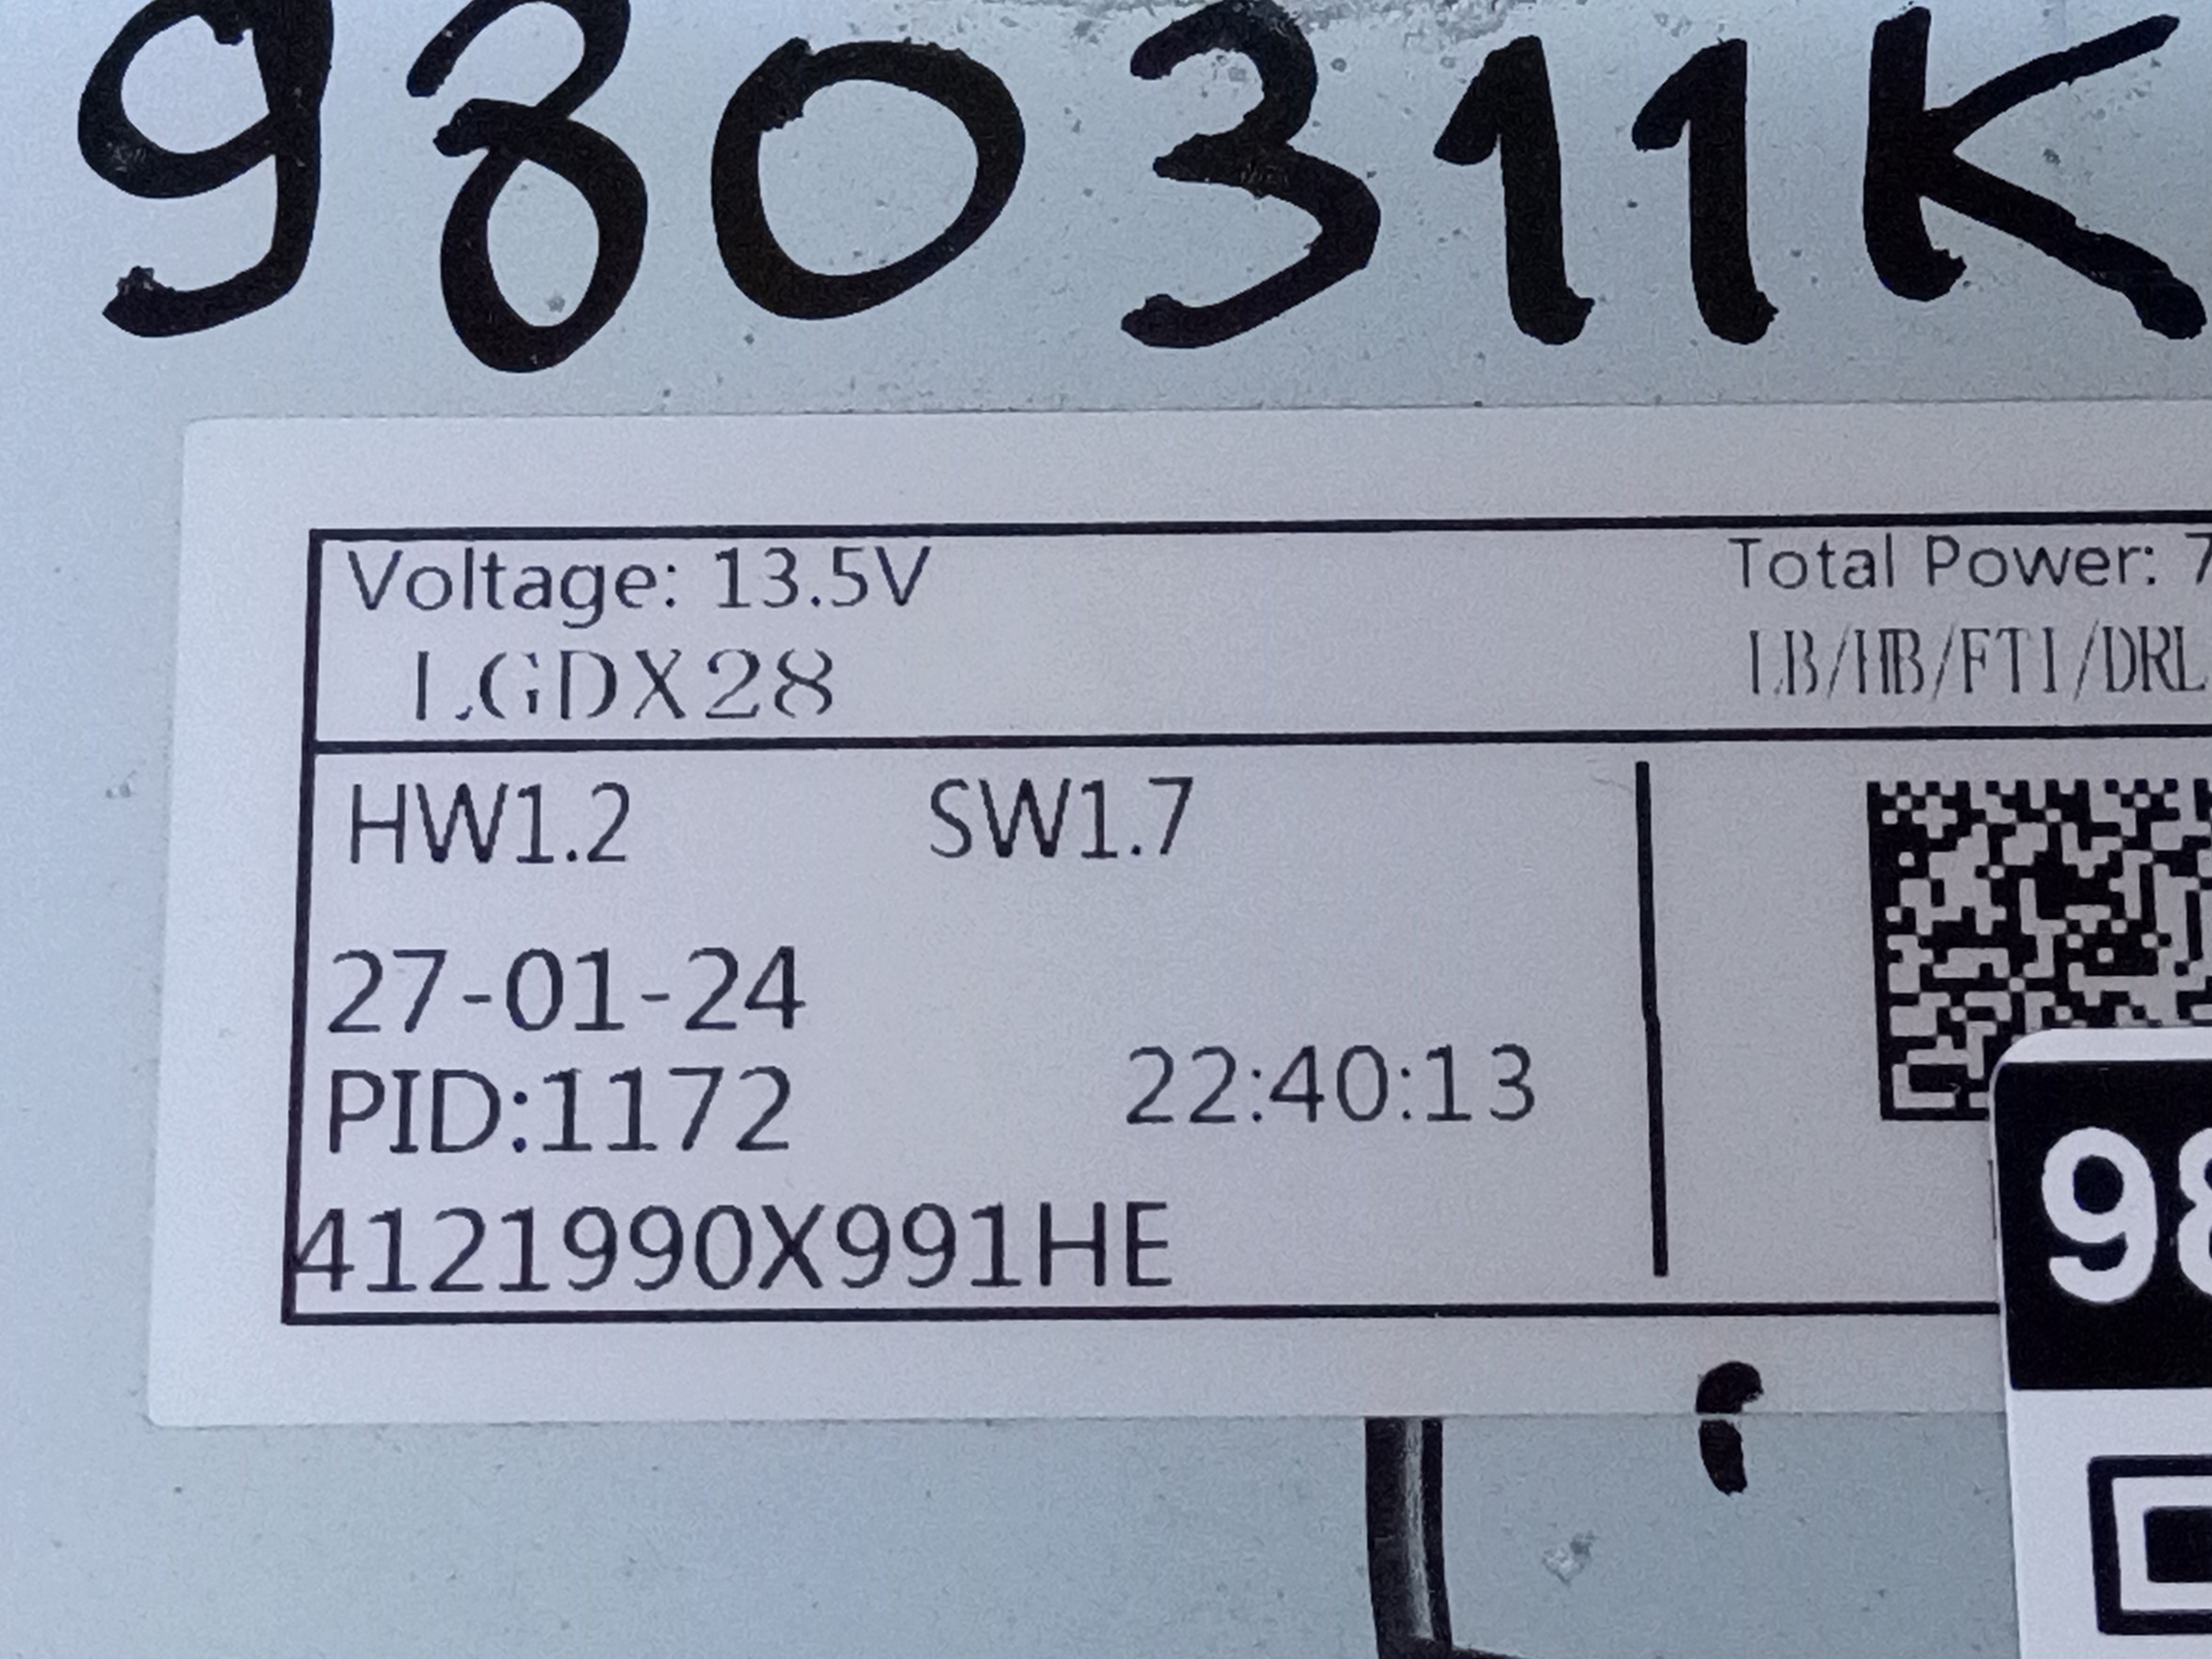 980311K
Voltage: 13.5V
Total Power: 7
LGDX28
LB/HB/FTI/DRL
HW1.2 SW1.7
27-01-24
22:40:13
PID:1172
4121990X991HE
98